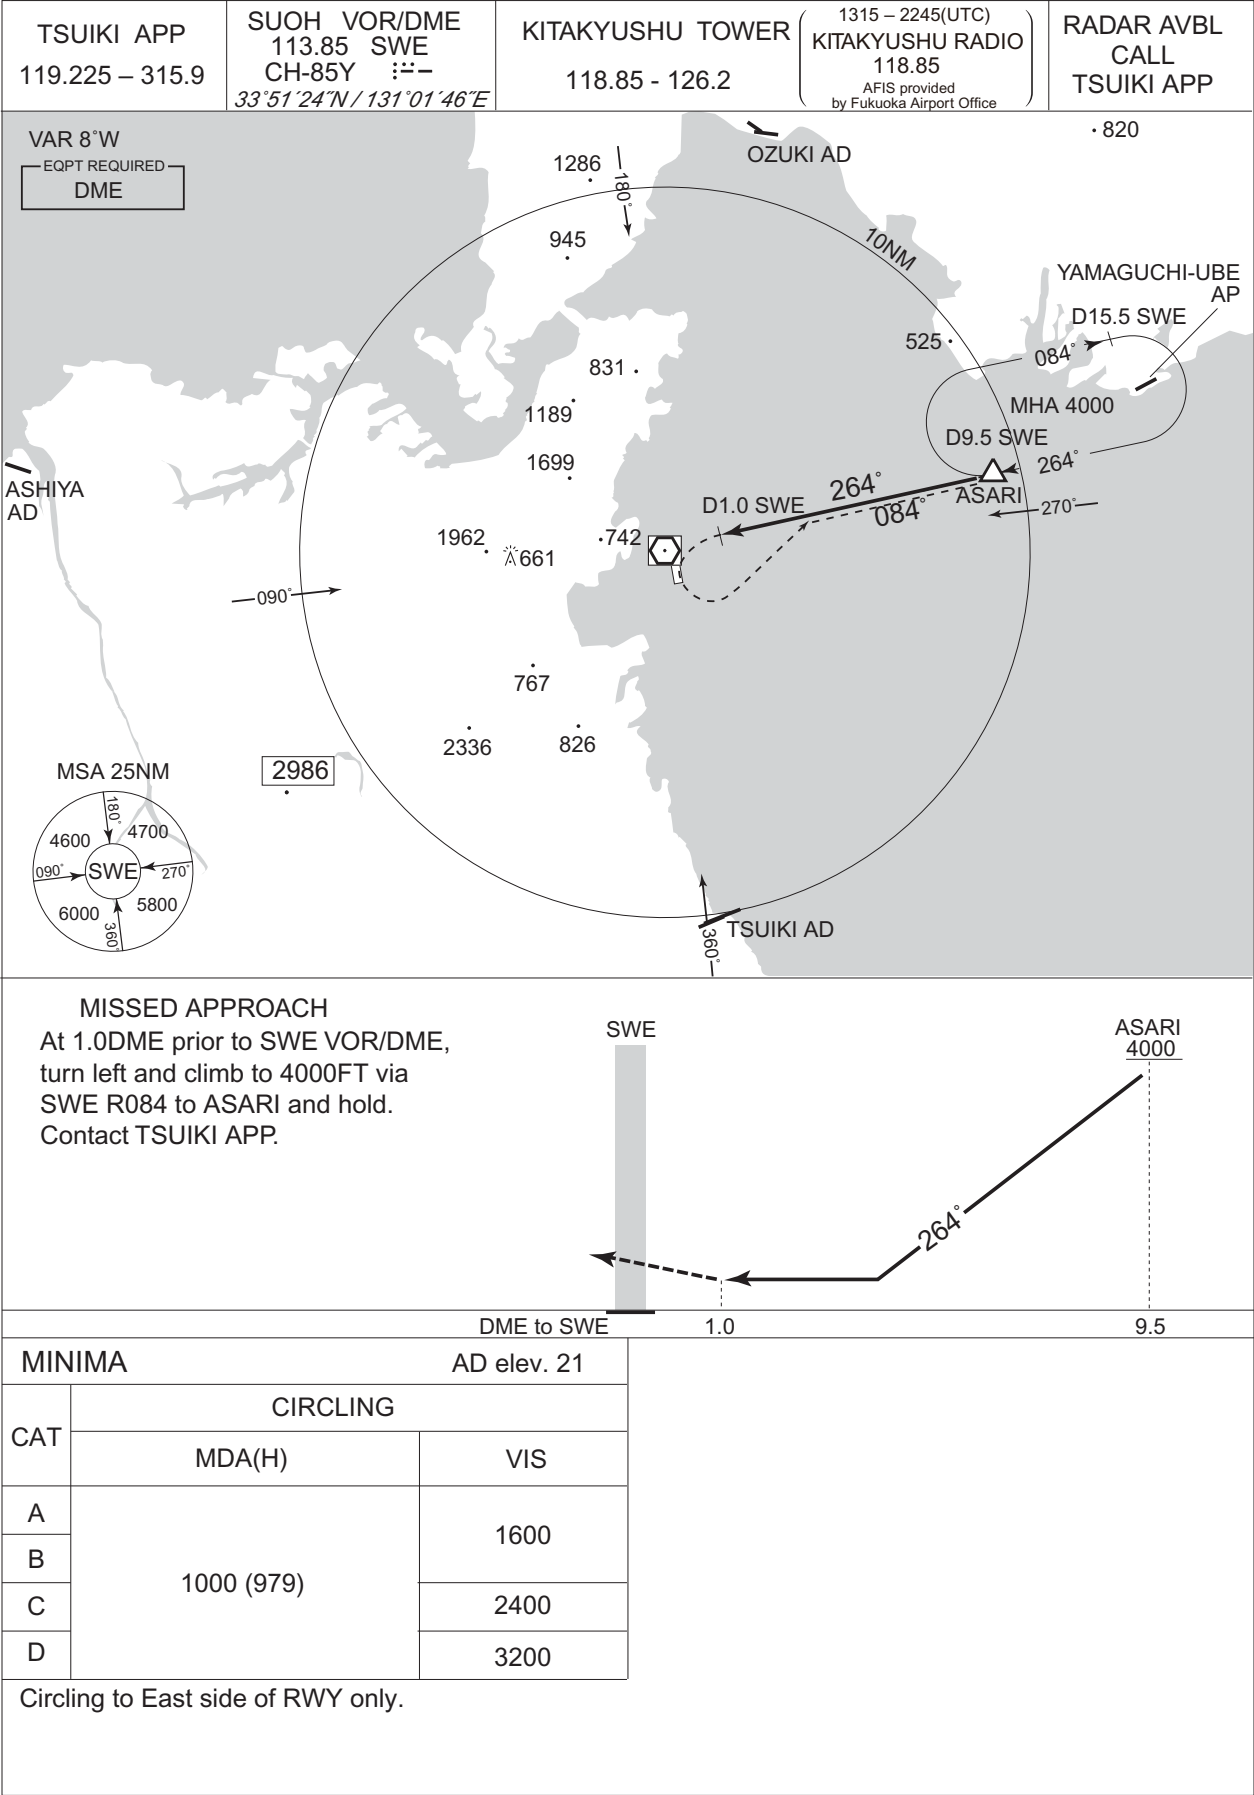 TSUIKI APP
119.225 – 315.9
SUOH VOR/DME
113.85 SWE
CH-85Y
33°51´24˝N / 131°01´46˝E
KITAKYUSHU TOWER
118.85 - 126.2
1315 – 2245(UTC)
KITAKYUSHU RADIO
118.85
AFIS provided
by Fukuoka Airport Office
RADAR AVBL
CALL
TSUIKI APP
VAR 8°W
EQPT REQUIRED
DME
1286
180°
OZUKI AD
820
945
10NM
YAMAGUCHI-UBE
AP
D15.5 SWE
525
084°
831
MHA 4000
1189
D9.5 SWE
1699
264°
ASHIYA
AD
264°
ASARI
D1.0 SWE
084°
270°
1962
661
742
090°
767
2336
826
2986
MSA 25NM
180°
4600
4700
090°
SWE
270°
6000
5800
360°
TSUIKI AD
360°
MISSED APPROACH
At 1.0DME prior to SWE VOR/DME,
turn left and climb to 4000FT via
SWE R084 to ASARI and hold.
Contact TSUIKI APP.
SWE
ASARI
4000
264°
DME to SWE
1.0
9.5
MINIMA
AD elev. 21
CAT
CIRCLING
MDA(H)
VIS
A
B
C
D
1000 (979)
1600
2400
3200
Circling to East side of RWY only.